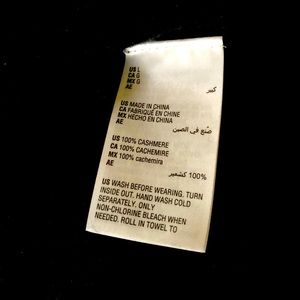 US L
CA G
MX G
AE كبير
US MADE IN CHINA
CA FABRIQUÉ EN CHINE
MX HECHO EN CHINA
AE صنع في الصين
US 100% CASHMERE
CA 100% CACHEMIRE
MX 100% cachemira
AE 100% كشمير
US WASH BEFORE WEARING. TURN
INSIDE OUT. HAND WASH COLD
SEPARATELY. ONLY
NON-CHLORINE BLEACH WHEN
NEEDED. ROLL IN TOWEL TO